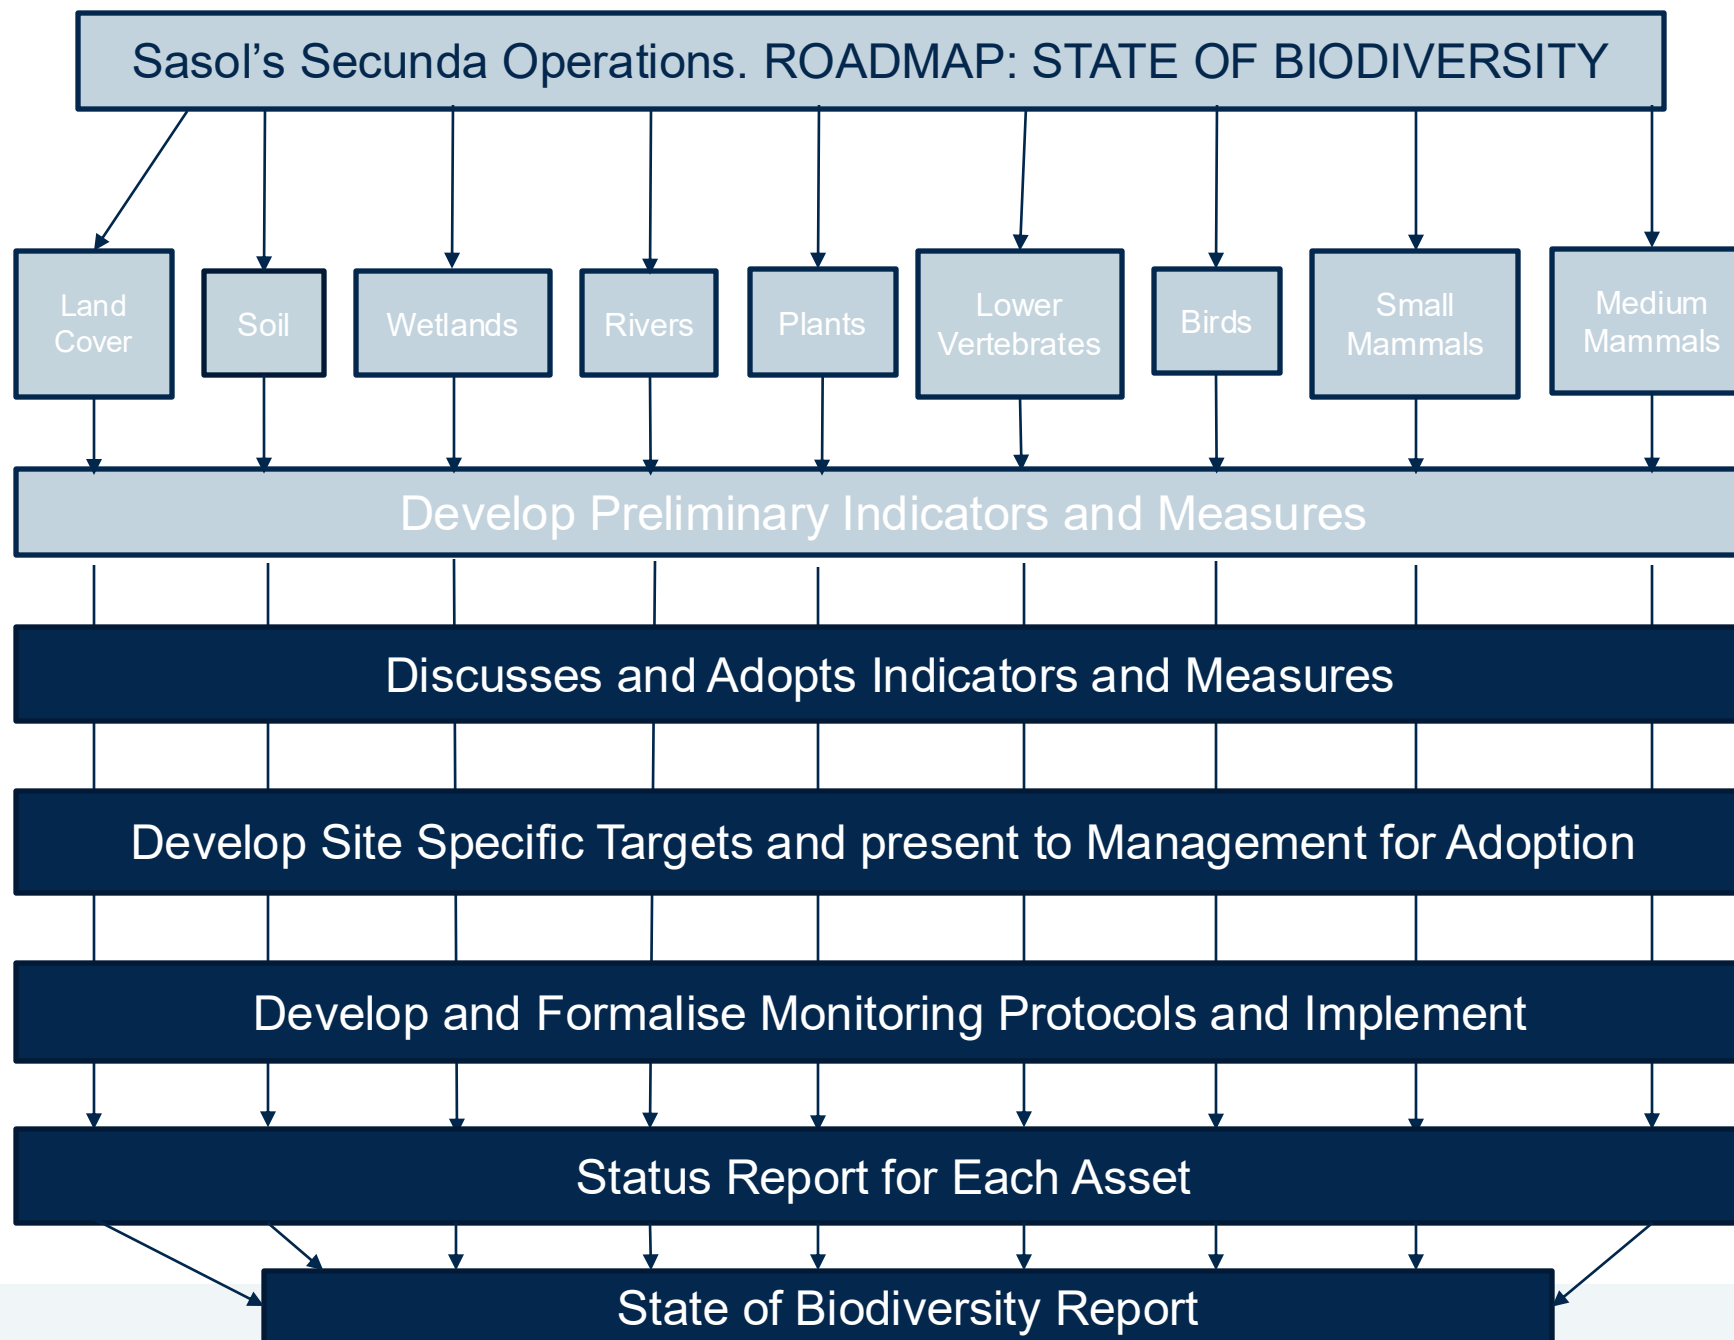 Sasol’s Secunda Operations. ROADMAP: STATE OF BIODIVERSITY
Land
Cover
Soil
Wetlands
Rivers
Plants
Lower
Vertebrates
Birds
Small
Mammals
Medium
Mammals
Develop Preliminary Indicators and Measures
Discusses and Adopts Indicators and Measures
Develop Site Specific Targets and present to Management for Adoption
Develop and Formalise Monitoring Protocols and Implement
Status Report for Each Asset
State of Biodiversity Report